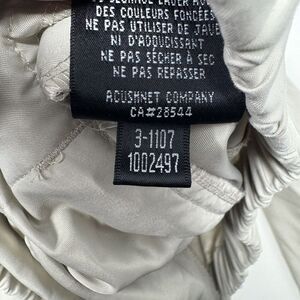 DES COULEURS FONCÉES
NE PAS UTILISER DE JAVE
NI D'ADOUCISSANT
NE PAS SÉCHER À SEC
NE PAS REPASSER
ACUSHNET COMPANY
CA#28544
3-1107
1002497